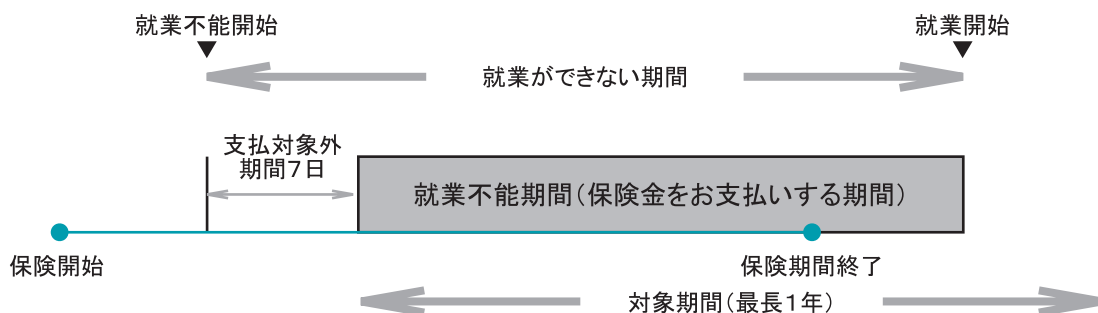 就業不能開始
就業開始
就業ができない期間
支払対象外
期間7日
就業不能期間（保険金をお支払いする期間）
保険開始
保険期間終了
対象期間（最長1年）